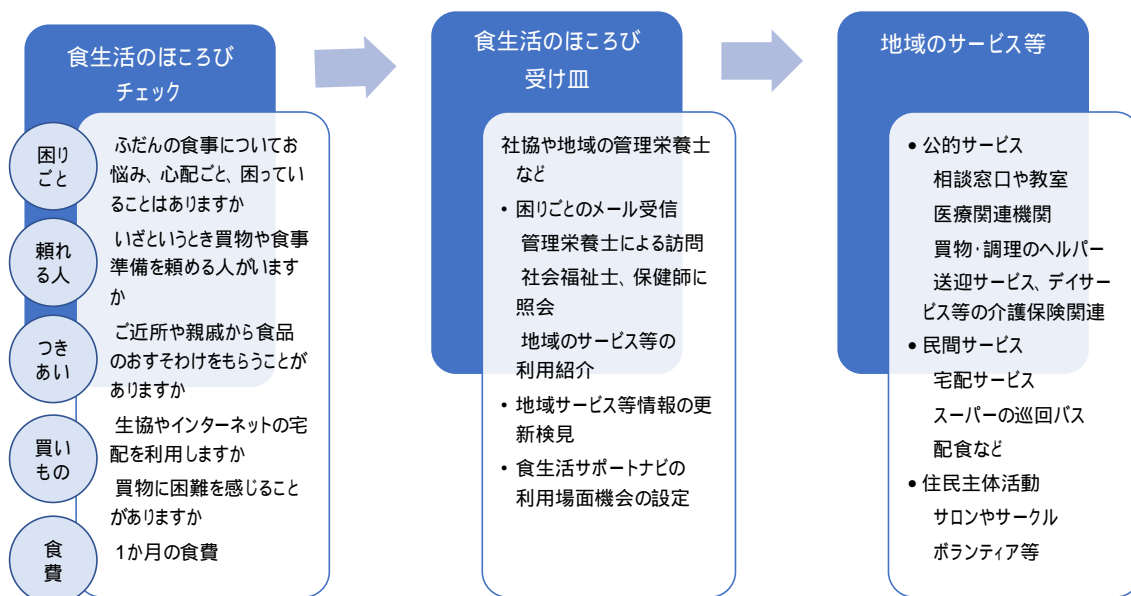 食生活のほころび
チェック
困り
ごと
ふだんの食事についてお
悩み、心配ごと、困ってい
ることはありますか
頼れ
る人
いざというとき買物や食事
準備を頼める人がいます
か
つき
あい
ご近所や親戚から食品
のおすそわけをもらうことが
ありますか
買い
もの
生協やインターネットの宅
配を利用しますか
買物に困難を感じること
がありますか
食
費
1か月の食費
食生活のほころび
受け皿
社協や地域の管理栄養士
など
• 困りごとのメール受信
管理栄養士による訪問
社会福祉士、保健師に
照会
地域のサービス等の
利用紹介
• 地域サービス等情報の更
新検見
• 食生活サポートナビの
利用場面機会の設定
地域のサービス等
• 公的サービス
相談窓口や教室
医療関連機関
買物・調理のヘルパー
送迎サービス、デイサー
ビス等の介護保険関連
• 民間サービス
宅配サービス
スーパーの巡回バス
配食など
• 住民主体活動
サロンやサークル
ボランティア等